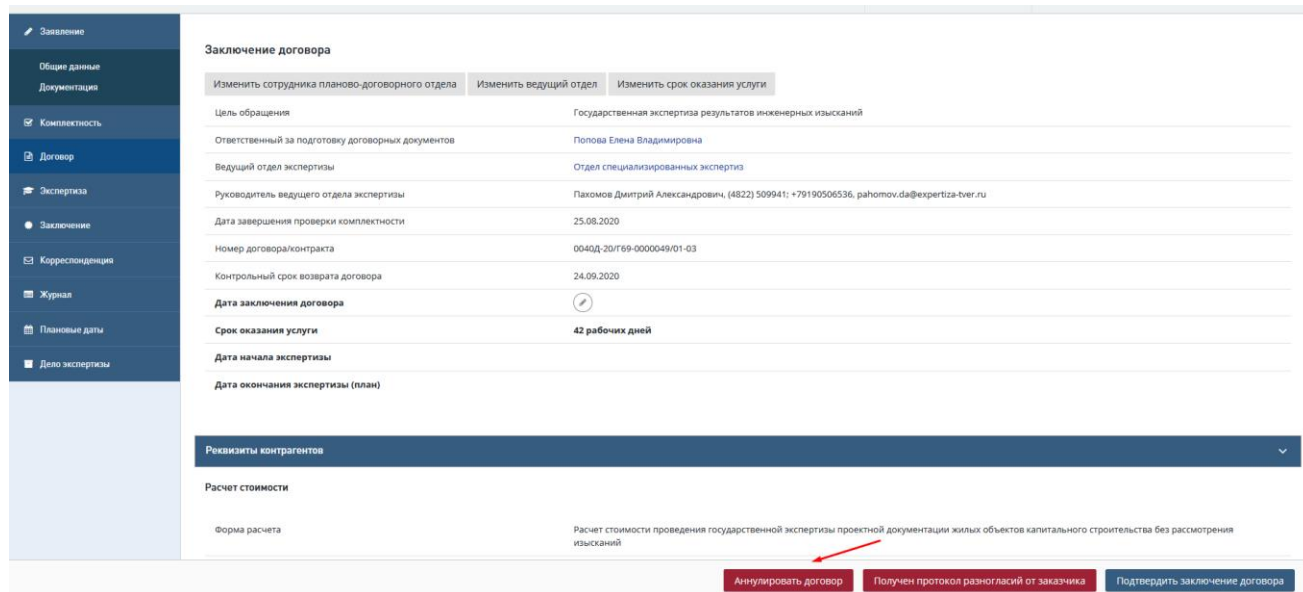 Заявление
Общие данные
Документация
Комплектность
Договор
Экспертиза
Заключение
Корреспонденция
Журнал
Плановые даты
Дело экспертизы
Заключение договора
Изменить сотрудника планово-договорного отдела Изменить ведущий отдел Изменить срок оказания услуги
Цель обращения Государственная экспертиза результатов инженерных изысканий
Ответственный за подготовку договорных документов Попова Елена Владимировна
Ведущий отдел экспертизы Отдел специализированных экспертиз
Руководитель ведущего отдела экспертизы Пахомов Дмитрий Александрович, (4822) 509941; +79190506536, pahomov.da@expertiza-tver.ru
Дата завершения проверки комплектности 25.08.2020
Номер договора/контракта 0040Д-20/Г69-0000049/01-03
Контрольный срок возврата договора 24.09.2020
Дата заключения договора
Срок оказания услуги 42 рабочих дней
Дата начала экспертизы
Дата окончания экспертизы (план)
Реквизиты контрагентов
Расчет стоимости
Форма расчета Расчет стоимости проведения государственной экспертизы проектной документации жилых объектов капитального строительства без рассмотрения
изысканий
Аннулировать договор Получен протокол разногласий от заказчика Подтвердить заключение договора